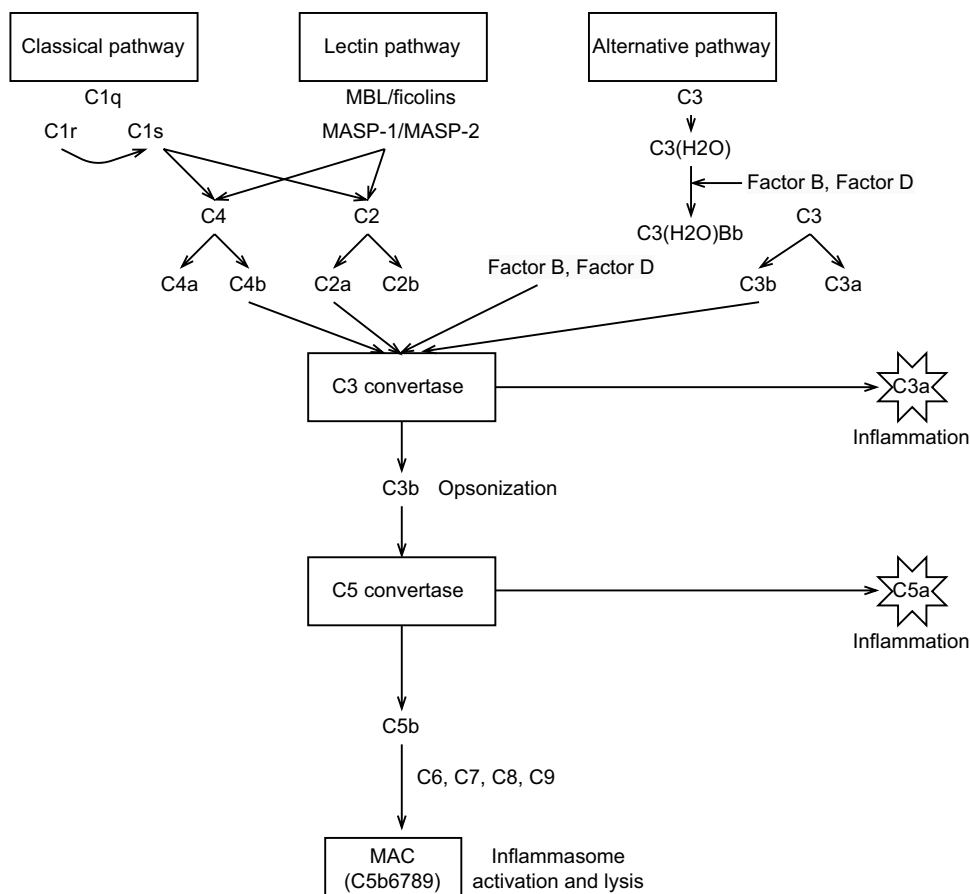 Classical pathway
Lectin pathway
Alternative pathway
C1q
MBL/ficolins
C3
C1r
C1s
MASP-1/MASP-2
C3(H2O)
Factor B, Factor D
C4
C2
C3(H2O)Bb
C3
Factor B, Factor D
C4a
C4b
C2a
C2b
C3b
C3a
C3 convertase
C3a
Inflammation
C3b
Opsonization
C5 convertase
C5a
Inflammation
C5b
C6, C7, C8, C9
MAC
(C5b6789)
Inflammasome
activation and lysis